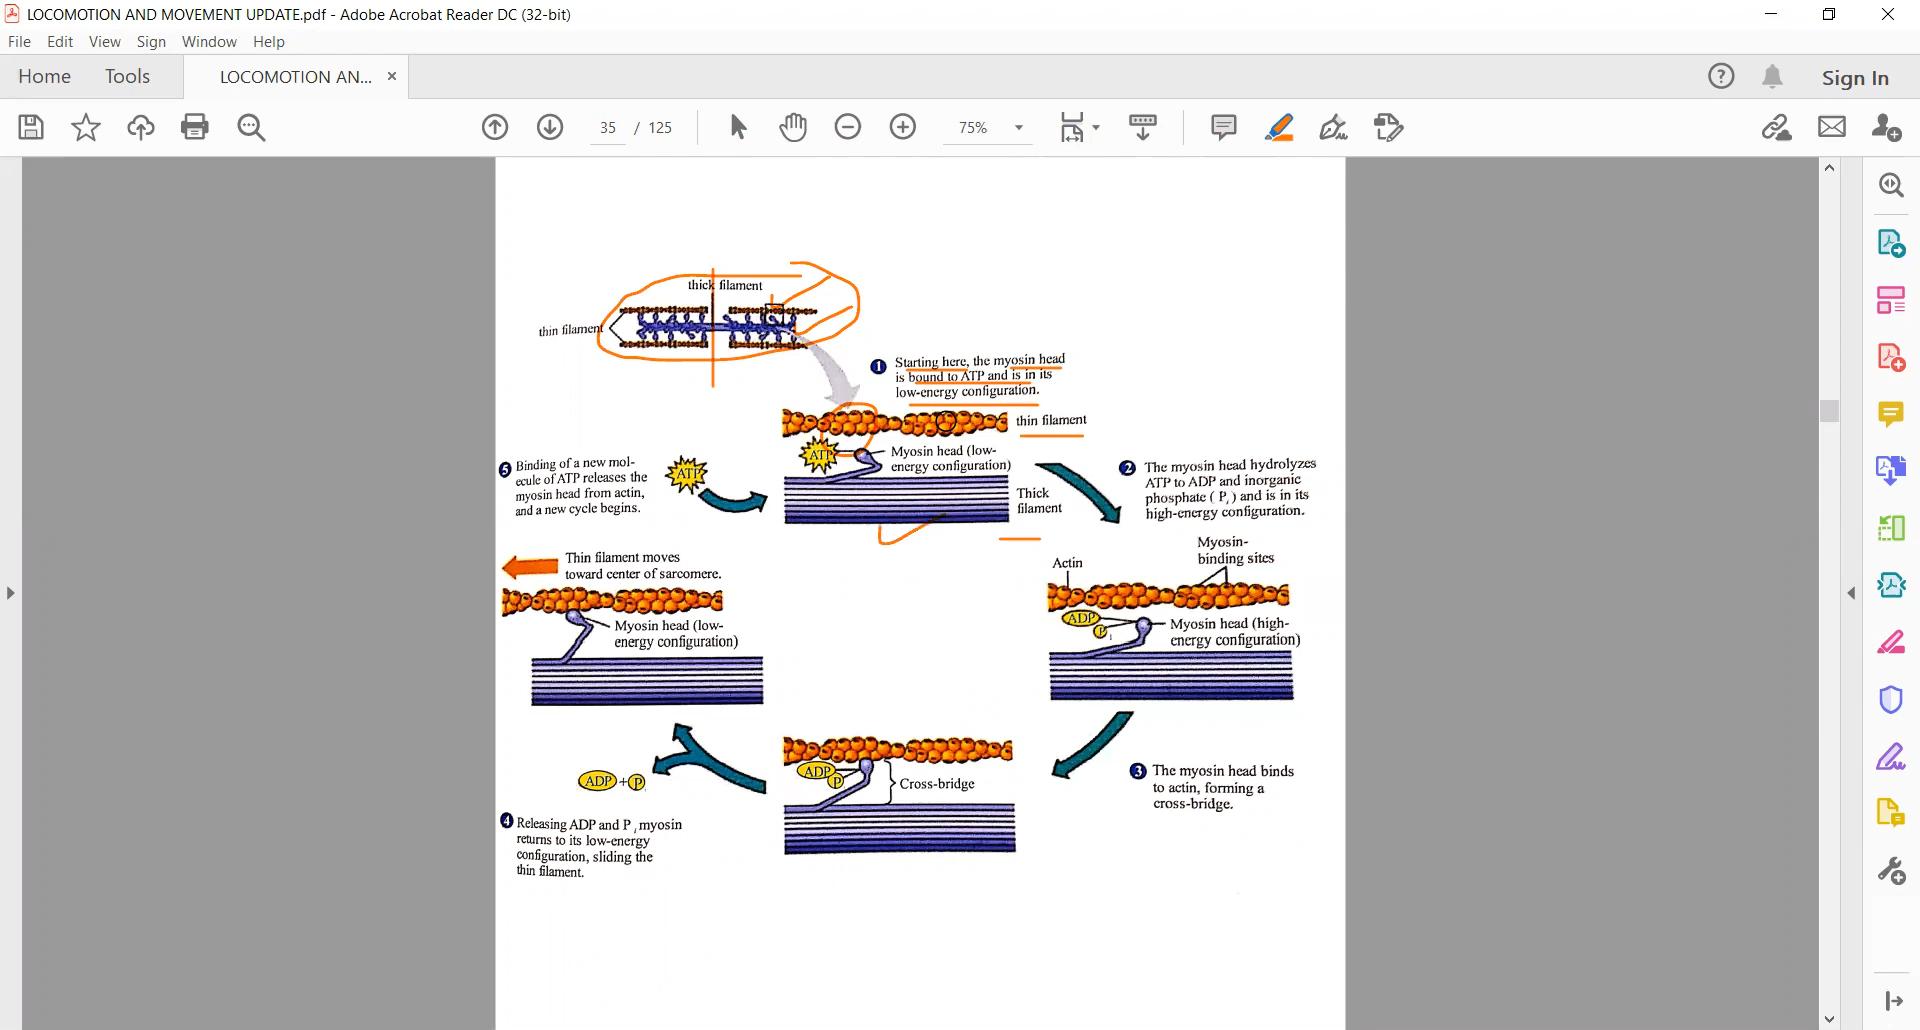 LOCOMOTION AND MOVEMENT UPDATE.pdf - Adobe Acrobat Reader DC (32-bit)
File Edit View Sign Window Help
Home Tools LOCOMOTION AN... ×
Sign In
35 / 125
75%
thick filament
thin filament
1 Starting here, the myosin head
is bound to ATP and is in its
low-energy configuration.
thin filament
ATP
Myosin head (low-
energy configuration)
Thick
filament
5 Binding of a new mol-
ecule of ATP releases the
myosin head from actin,
and a new cycle begins.
ATP
2 The myosin head hydrolyzes
ATP to ADP and inorganic
phosphate ( Pi ) and is in its
high-energy configuration.
Thin filament moves
toward center of sarcomere.
Myosin head (low-
energy configuration)
Myosin-
binding sites
Actin
ADP
Pi
Myosin head (high-
energy configuration)
ADP
P
Cross-bridge
3 The myosin head binds
to actin, forming a
cross-bridge.
ADP + P
4 Releasing ADP and Pi myosin
returns to its low-energy
configuration, sliding the
thin filament.